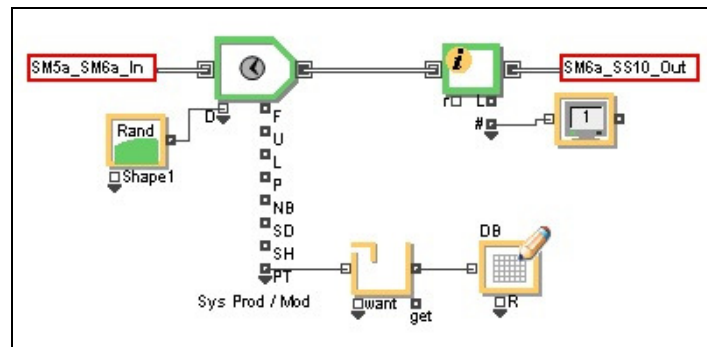 SM5a_SM6a_In
SM6a_SS10_Out
i
D
F
U
L
P
NB
SD
SH
PT
r
L
#
1
Rand
Shape1
Sys Prod / Mod
want
get
DB
R